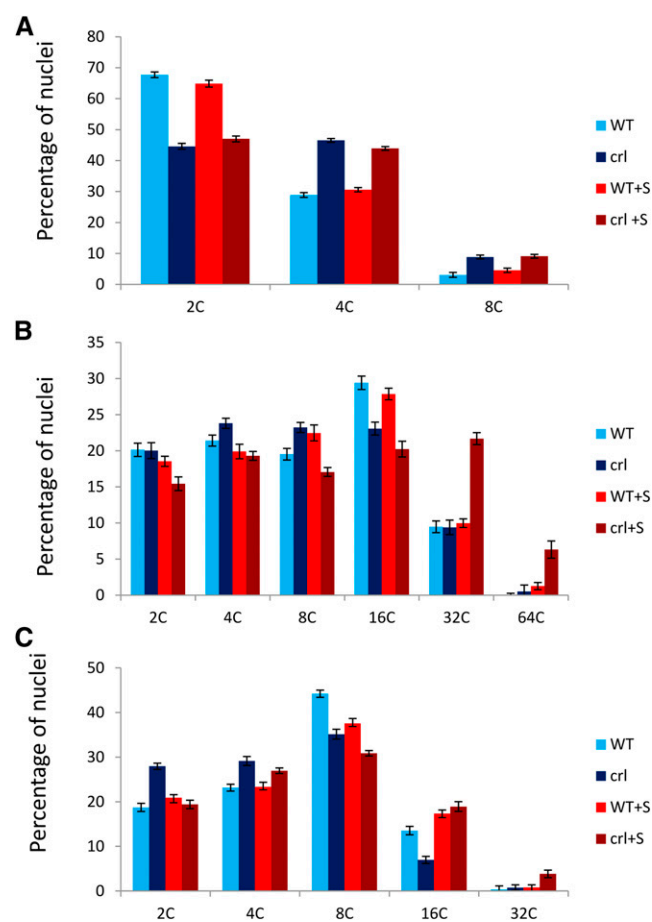 A
Percentage of nuclei
80
70
60
50
40
30
20
10
0
2C 4C 8C
WT
crl
WT+S
crl +S
B
Percentage of nuclei
35
30
25
20
15
10
5
0
2C 4C 8C 16C 32C 64C
WT
crl
WT+S
crl+S
C
Percentage of nuclei
50
40
30
20
10
0
2C 4C 8C 16C 32C
WT
crl
WT+S
crl+S